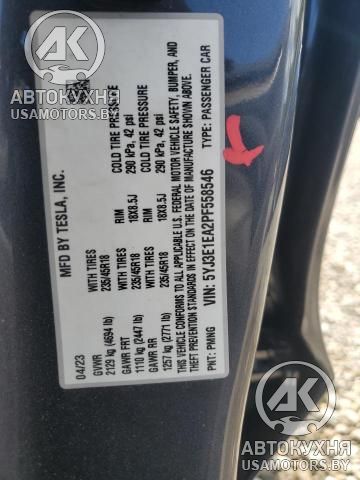 MFD BY TESLA, INC.
04/23
GVWR
2129 kg (4694 lb)
WITH TIRES
235/45R18
GAWR FRT
1110 kg (2447 lb)
WITH TIRES
235/45R18
RIM
18X8.5J
COLD TIRE PRESSURE
290 kPa, 42 psi
GAWR RR
1257 kg (2771 lb)
WITH TIRES
235/45R18
RIM
18X8.5J
COLD TIRE PRESSURE
290 kPa, 42 psi
THIS VEHICLE CONFORMS TO ALL APPLICABLE U.S. FEDERAL MOTOR VEHICLE SAFETY, BUMPER, AND
THEFT PREVENTION STANDARDS IN EFFECT ON THE DATE OF MANUFACTURE SHOWN ABOVE.
VIN: 5YJ3E1EA2PF558546
TYPE: PASSENGER CAR
PNT: PMNG
АК
АВТОКУХНЯ
USAMOTORS.BY
АК
АВТОКУХНЯ
USAMOTORS.BY